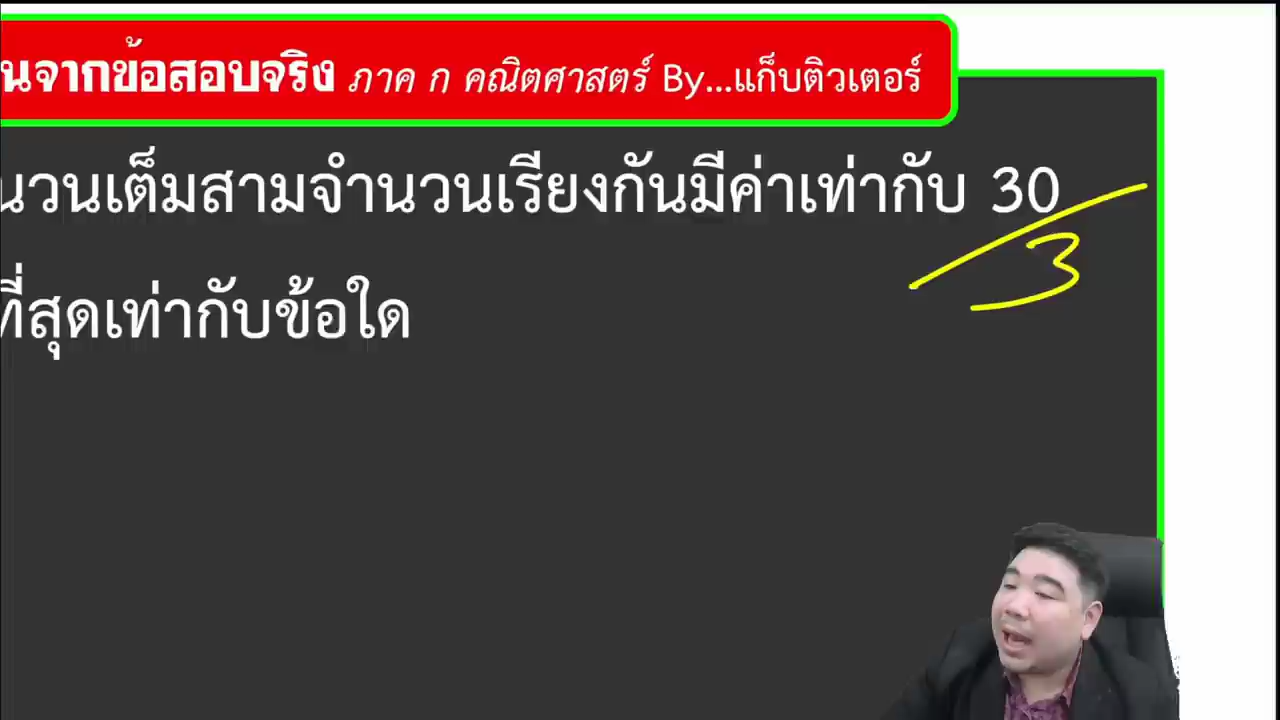 นจากข้อสอบจริง ภาค ก คณิตศาสตร์ By...แก็บติวเตอร์
นวนเต็มสามจำนวนเรียงกันมีค่าเท่ากับ 30
3
ที่สุดเท่ากับข้อใด